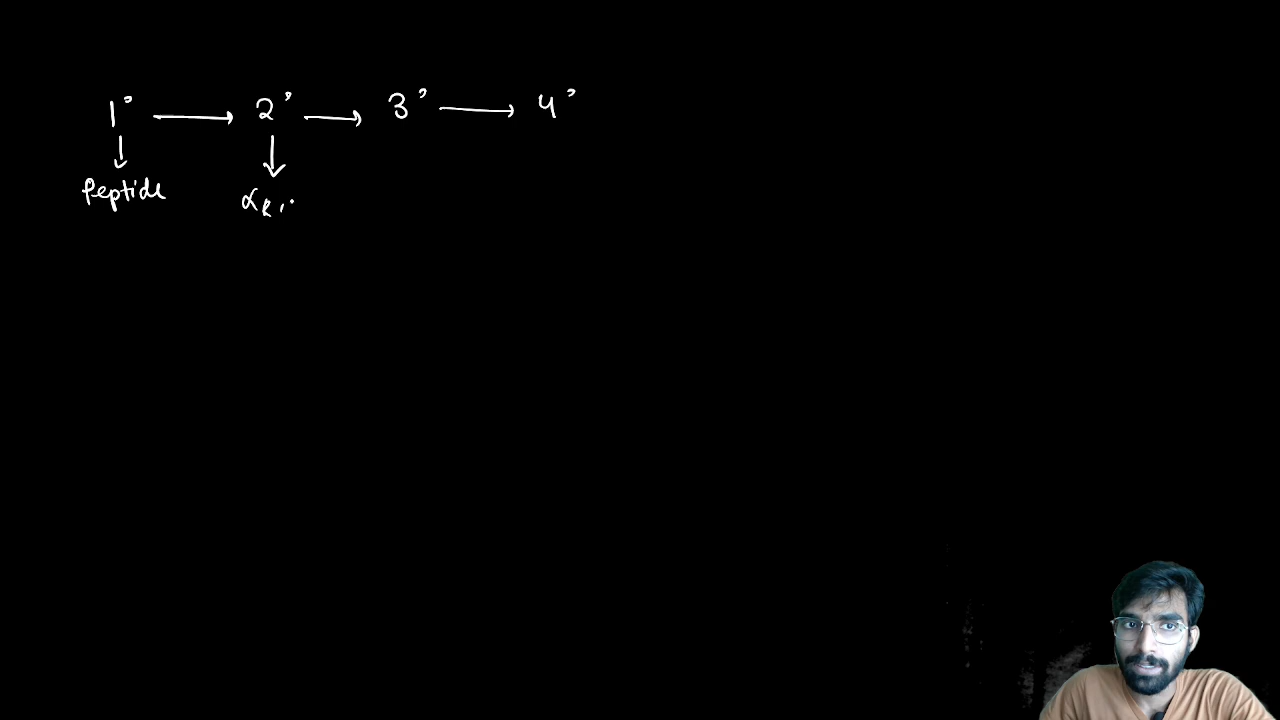 1° → 2° → 3° → 4°
↓ ↓
Peptide α R,.